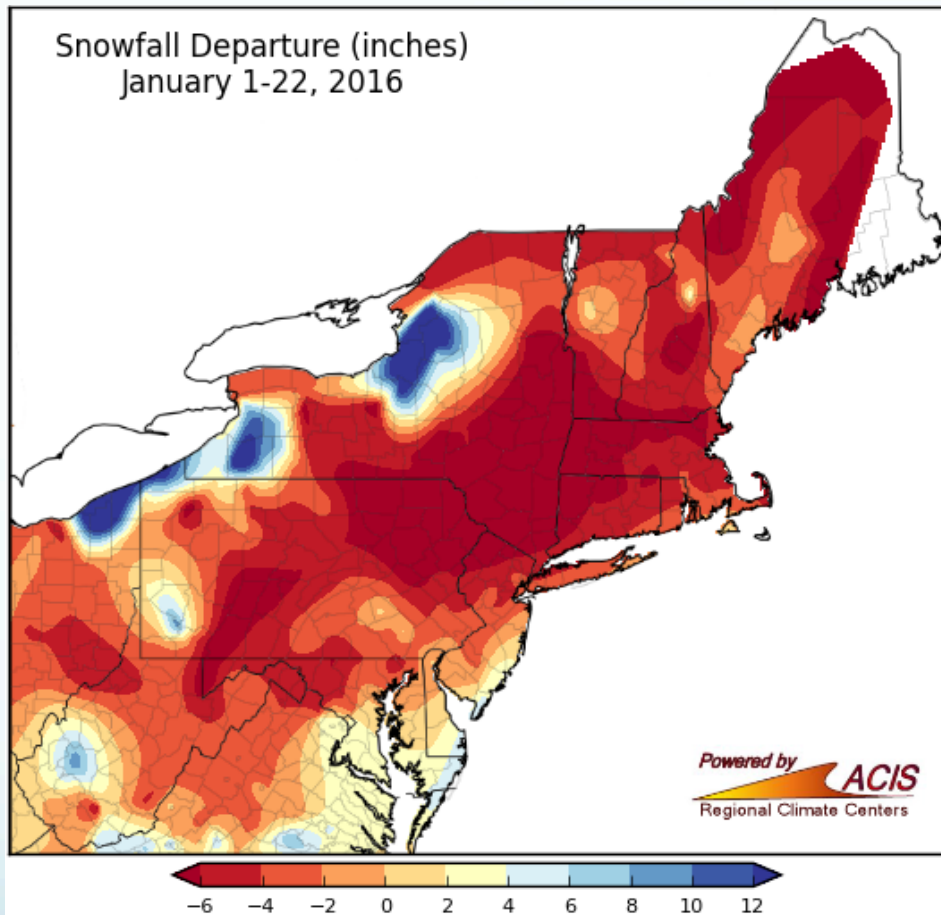 Snowfall Departure (inches)
January 1-22, 2016
Powered by
ACIS
Regional Climate Centers
−6 −4 −2 0 2 4 6 8 10 12